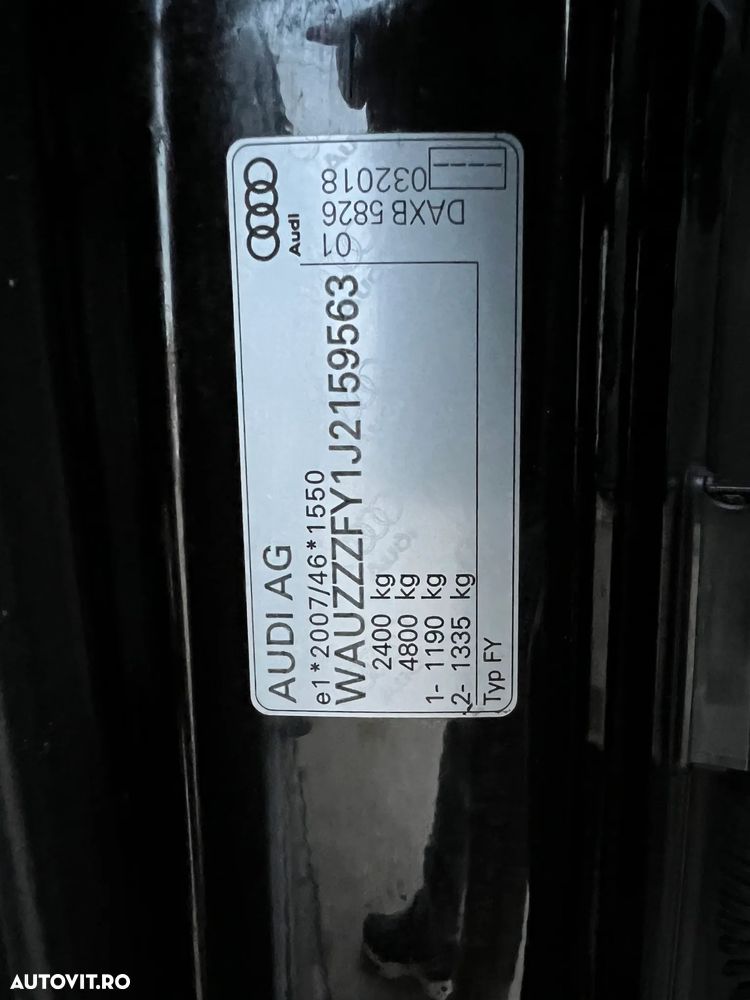 AUDI AG
e1*2007/46*1550
WAUZZZFY1J2159563
2400 kg
4800 kg
1- 1190 kg
2- 1335 kg
Typ FY
Audi
01
DAXB 5826
032018
----
AUTOVIT.RO